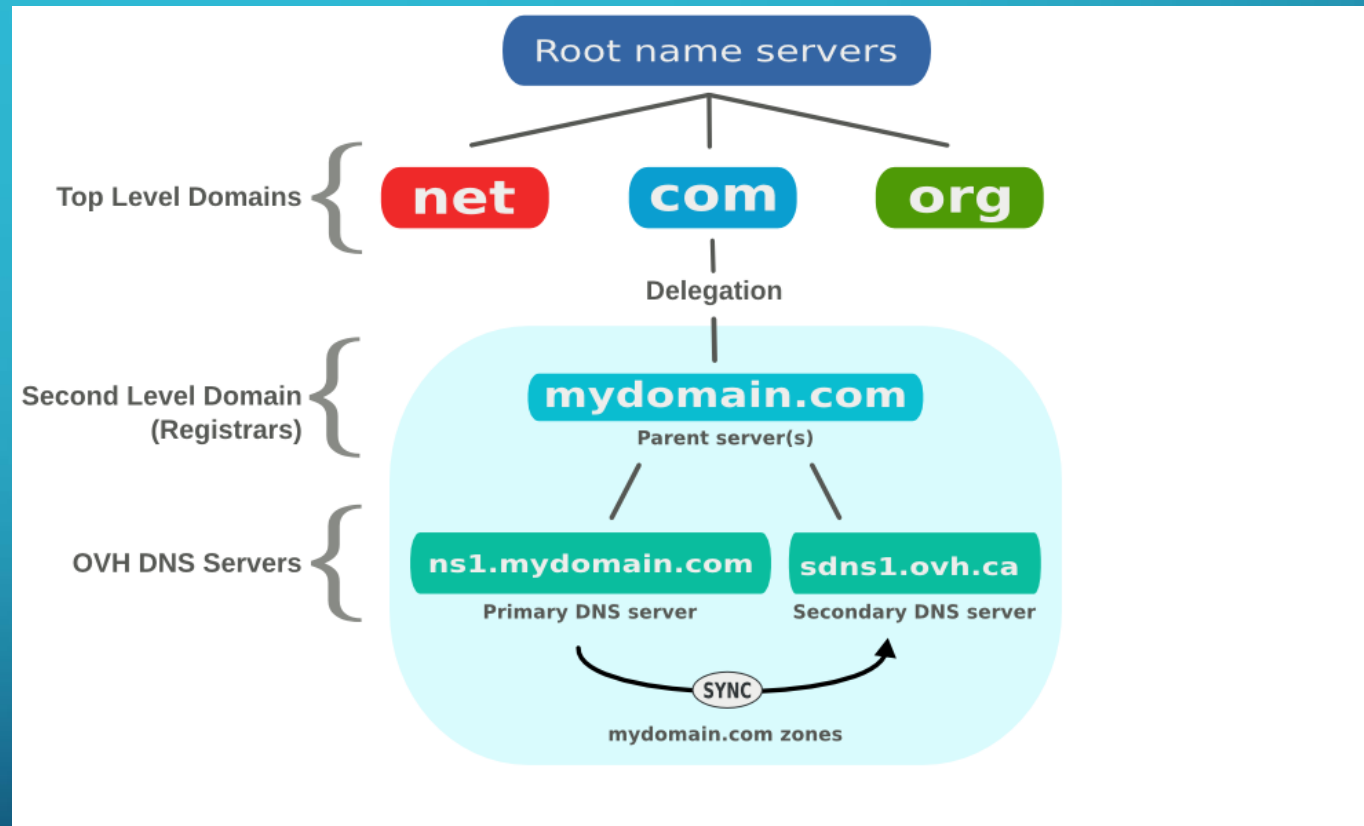 Root name servers
Top Level Domains
net
com
org
Delegation
Second Level Domain
(Registrars)
mydomain.com
Parent server(s)
OVH DNS Servers
ns1.mydomain.com
sdns1.ovh.ca
Primary DNS server
Secondary DNS server
SYNC
mydomain.com zones